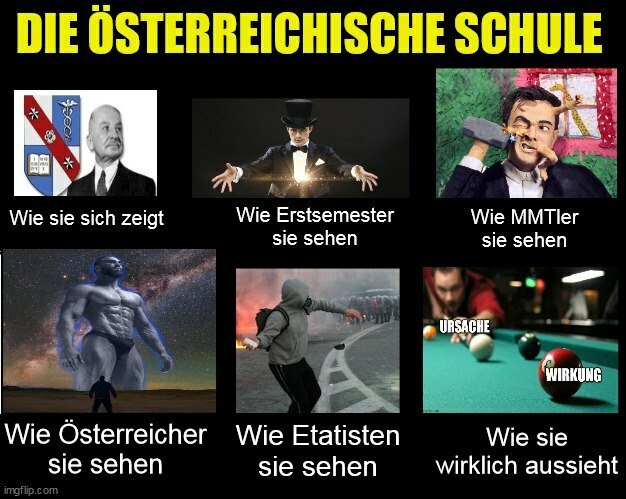 DIE ÖSTERREICHISCHE SCHULE
Wie sie sich zeigt
Wie Erstsemester
sie sehen
Wie MMTler
sie sehen
URSACHE
WIRKUNG
Wie Österreicher
sie sehen
Wie Etatisten
sie sehen
Wie sie
wirklich aussieht
imgflip.com